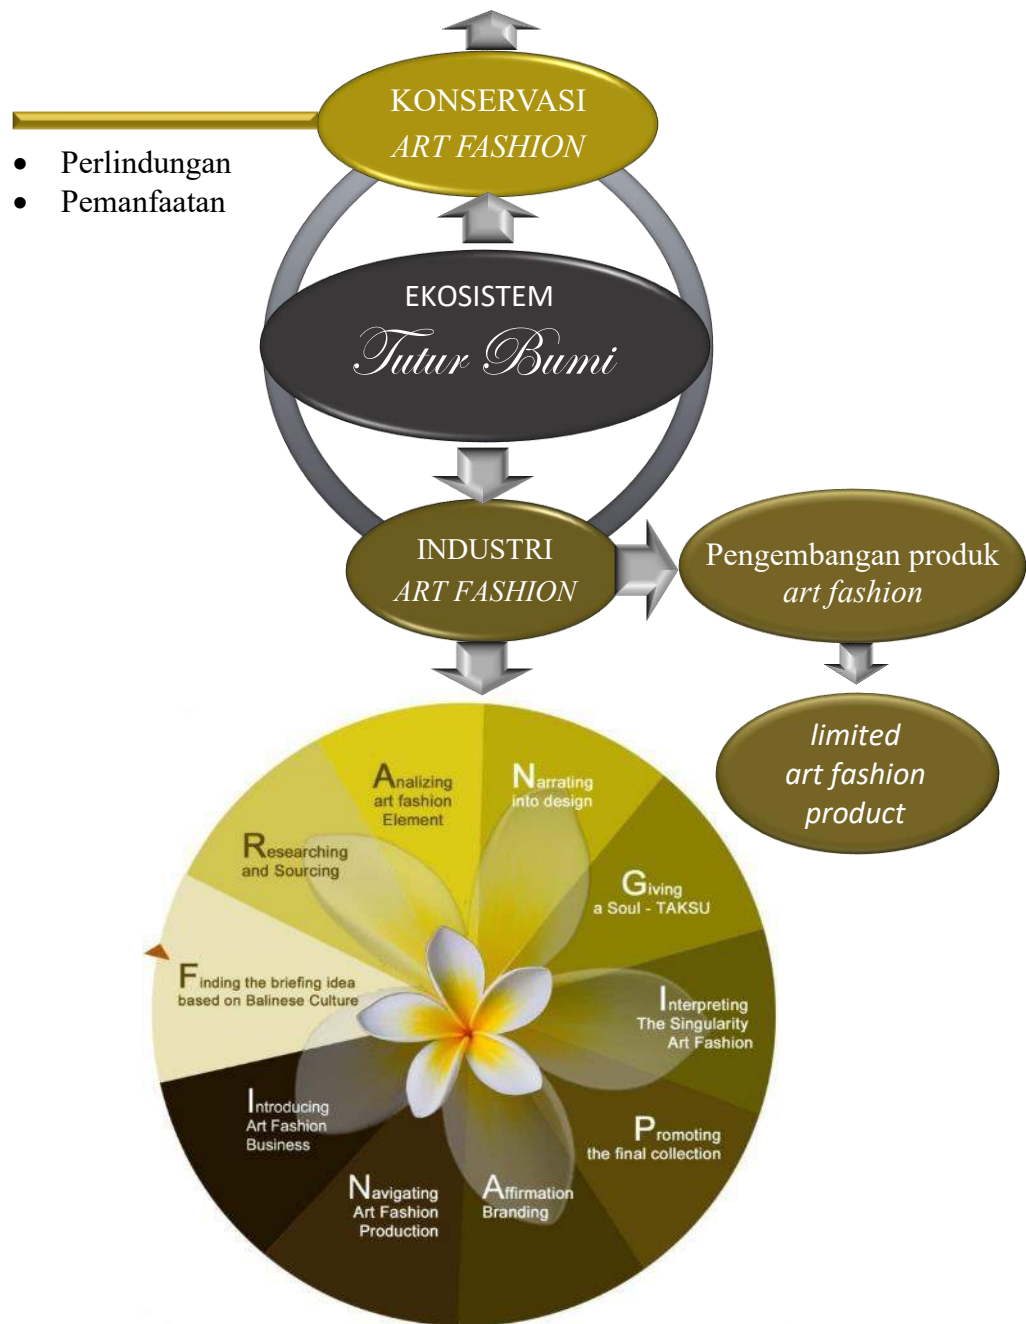 KONSERVASI
ART FASHION
• Perlindungan
• Pemanfaatan
EKOSISTEM
Tutur Bumi
INDUSTRI
ART FASHION
Pengembangan produk
art fashion
limited
art fashion
product
Finding the briefing idea
based on Balinese Culture
Researching
and Sourcing
Analizing
art fashion
Element
Narrating
into design
Giving
a Soul - TAKSU
Interpreting
The Singularity
Art Fashion
Promoting
the final collection
Affirmation
Branding
Navigating
Art Fashion
Production
Introducing
Art Fashion
Business